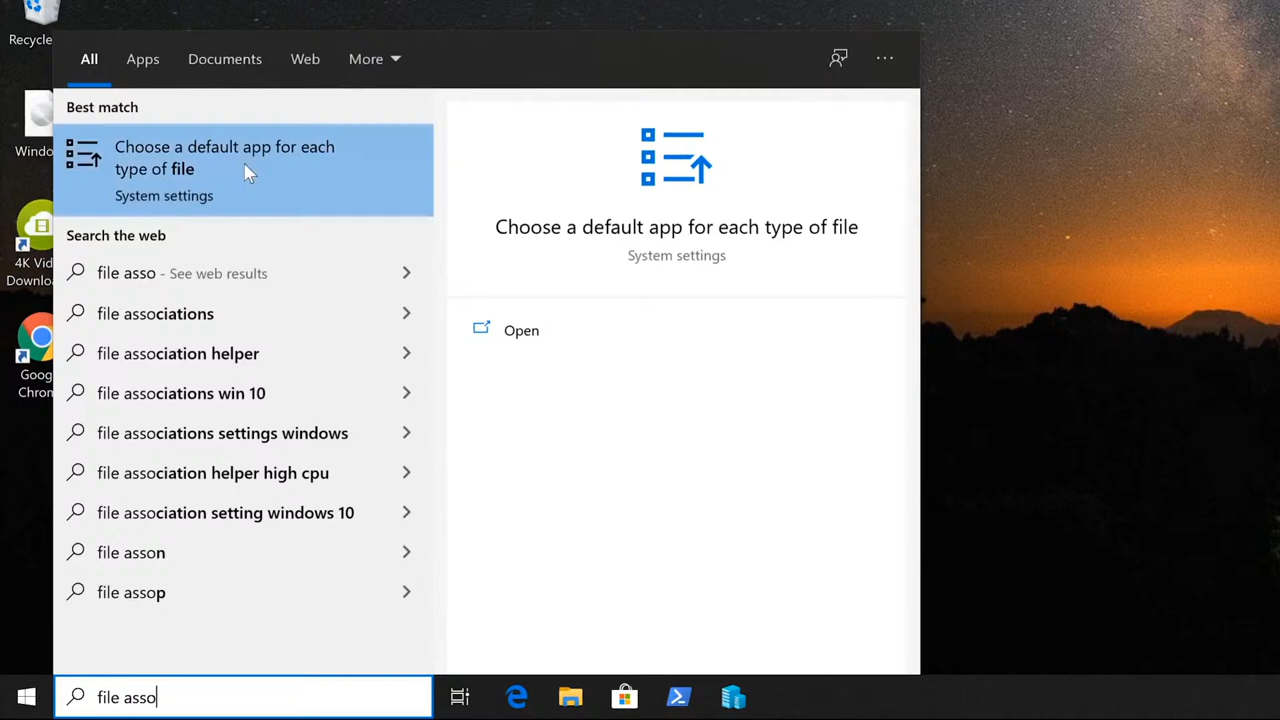 Recycle
Windo
4K Vid
Downloa
Goog
Chrom
All Apps Documents Web More
Best match
Choose a default app for each
type of file
System settings
Search the web
file asso - See web results
file associations
file association helper
file associations win 10
file associations settings windows
file association helper high cpu
file association setting windows 10
file asson
file assop
Choose a default app for each type of file
System settings
Open
file asso